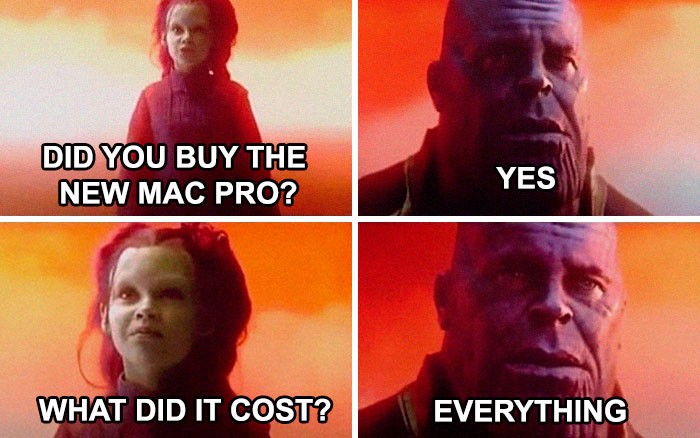 DID YOU BUY THE
NEW MAC PRO?
YES
WHAT DID IT COST?
EVERYTHING